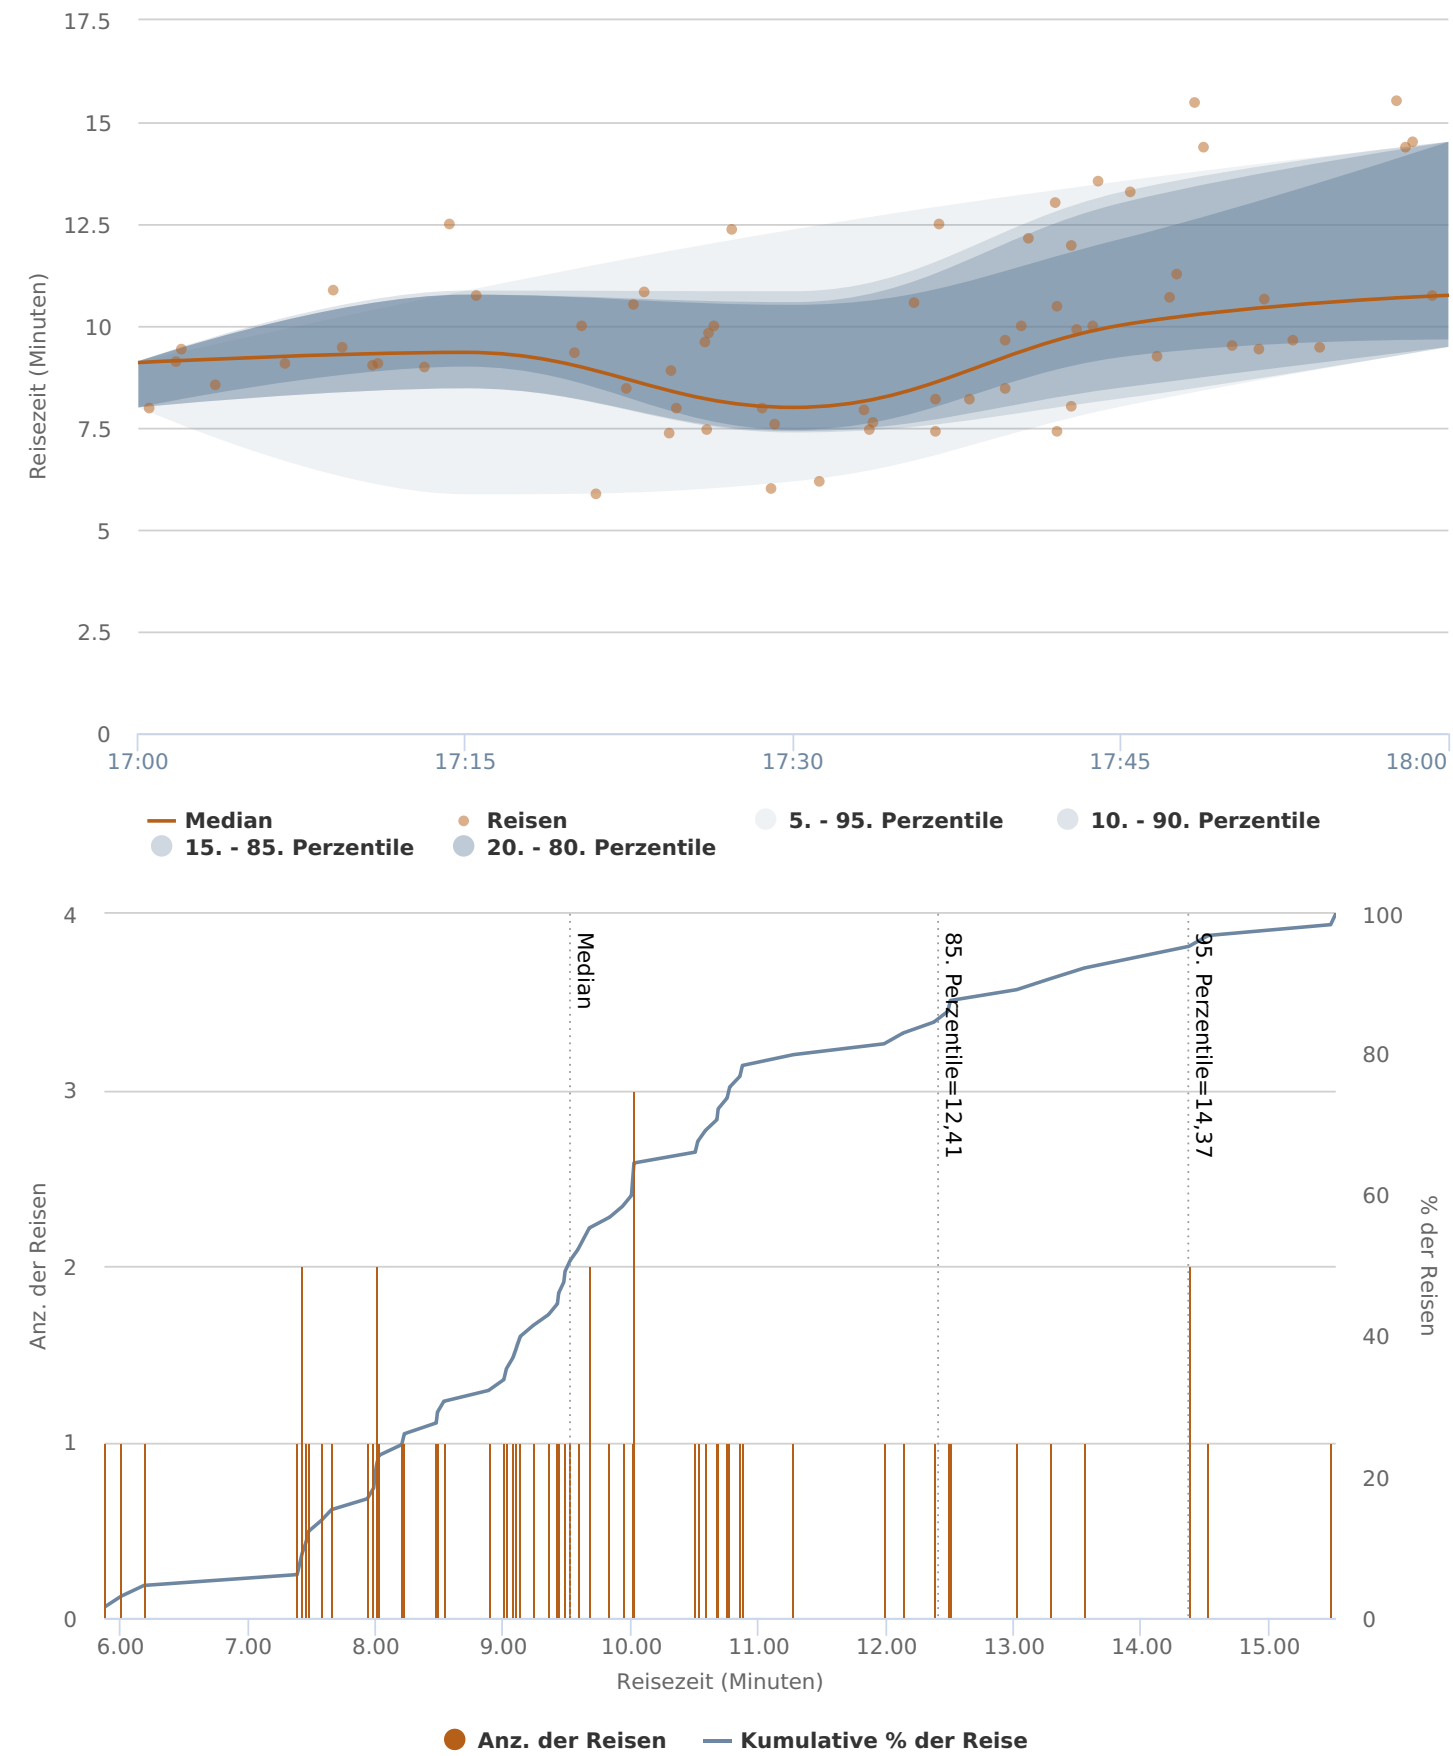 17.5
15
12.5
10
7.5
5
2.5
0
Reisezeit (Minuten)
17:00 17:15 17:30 17:45 18:00
Median Reisen 5. - 95. Perzentile 10. - 90. Perzentile
15. - 85. Perzentile 20. - 80. Perzentile
4
3
2
1
0
Anz. der Reisen
Median
85. Perzentile=12,41
95. Perzentile=14,37
100
80
60
40
20
0
% der Reisen
6.00 7.00 8.00 9.00 10.00 11.00 12.00 13.00 14.00 15.00
Reisezeit (Minuten)
Anz. der Reisen Kumulative % der Reise